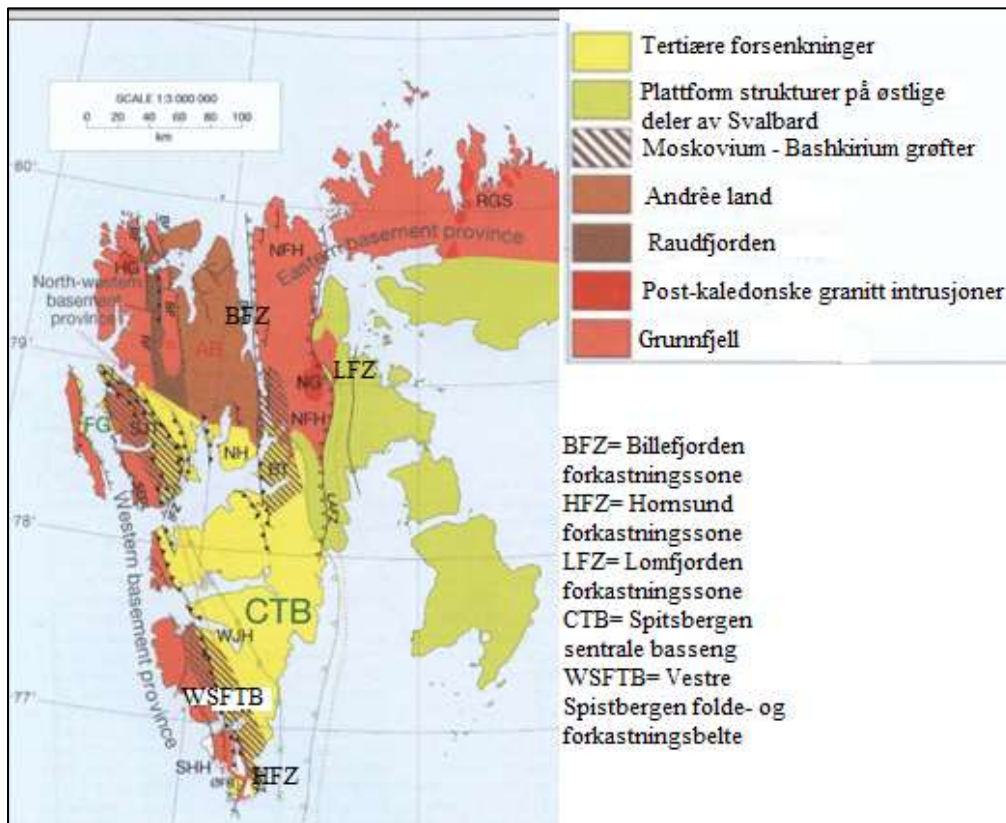 SCALE 1:3 000 000
0 20 40 60 80 100
km
80°
79°
78°
77°
RGS
NFH
Eastern basement province
HG
North-western
basement
province
BFZ
AB
LFZ
NG
NFH
FG
NH
BT
Western basement province
CTB
WJH
WSFTB
SHH
HFZ
Tertiære forsenkninger
Plattform strukturer på østlige
deler av Svalbard
Moskovium - Bashkirium grøfter
Andrêe land
Raudfjorden
Post-kaledonske granitt intrusjoner
Grunnfjell
BFZ= Billefjorden
forkastningssone
HFZ= Hornsund
forkastningssone
LFZ= Lomfjorden
forkastningssone
CTB= Spitsbergen
sentrale basseng
WSFTB= Vestre
Spistbergen folde- og
forkastningsbelte